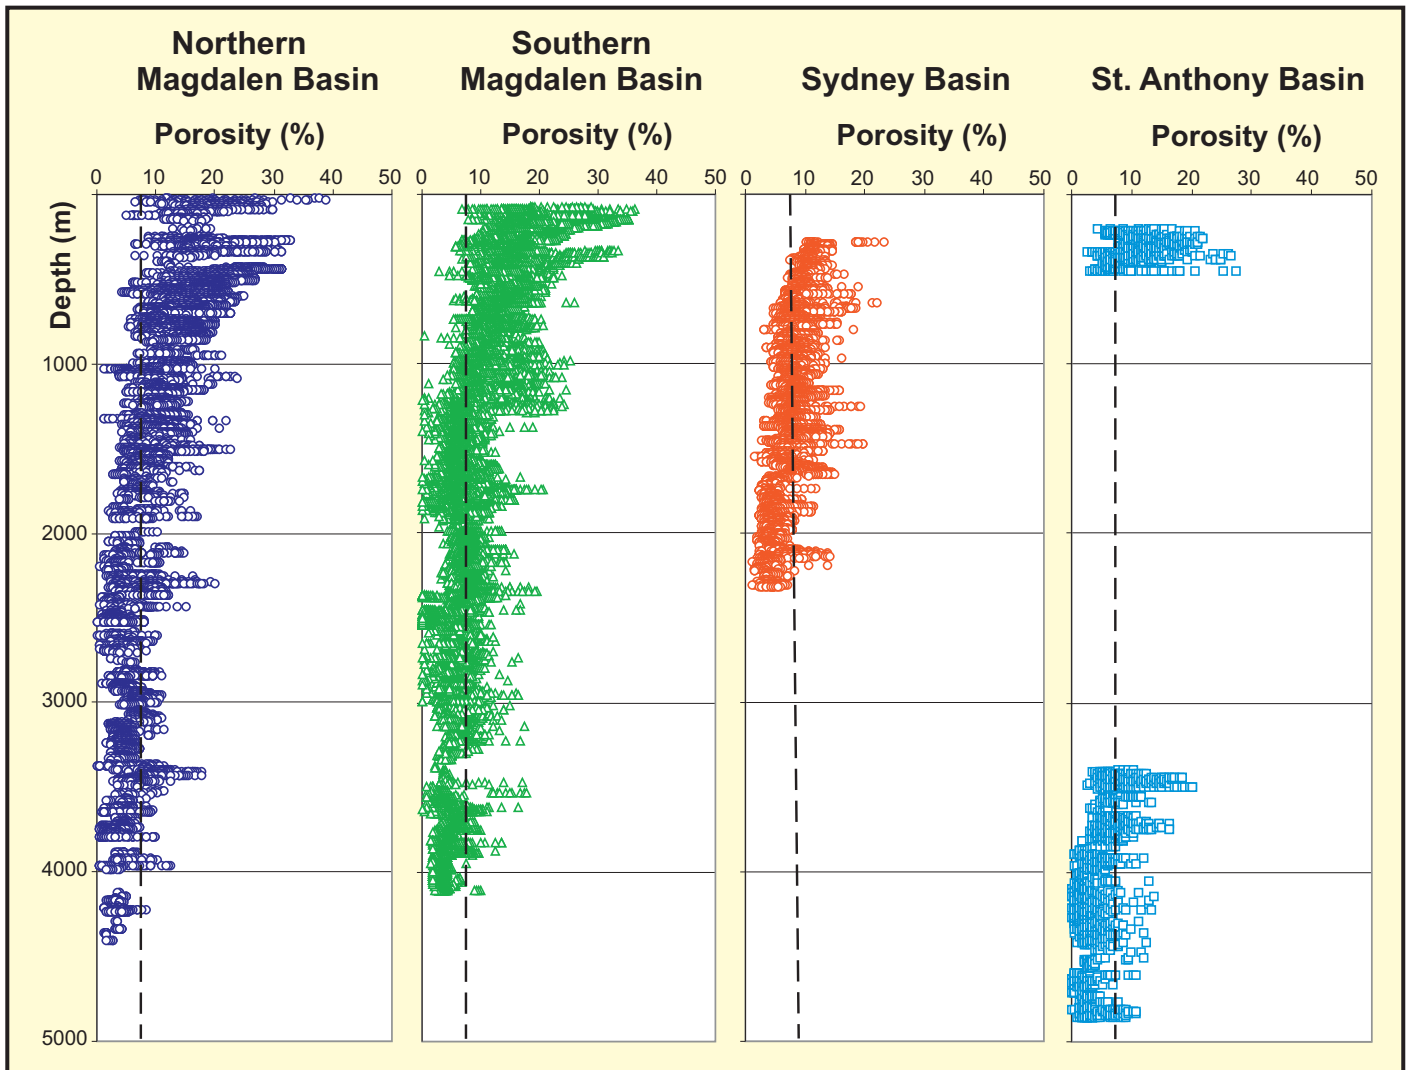 Northern
Magdalen Basin
Southern
Magdalen Basin
Sydney Basin
St. Anthony Basin
Porosity (%)
Porosity (%)
Porosity (%)
Porosity (%)
0 10 20 30 40 50
0 10 20 30 40 50
0 10 20 30 40 50
0 10 20 30 40 50
Depth (m)
1000
2000
3000
4000
5000